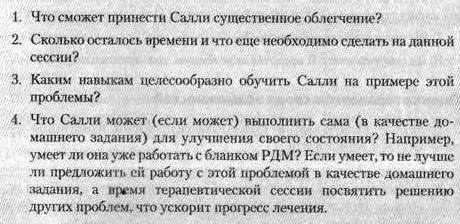 1. Что сможет принести Салли существенное облегчение?
2. Сколько осталось времени и что еще необходимо сделать на данной
сессии?
3. Каким навыкам целесообразно обучить Салли на примере этой
проблемы?
4. Что Салли может (если может) выполнить сама (в качестве до-
машнего задания) для улучшения своего состояния? Например,
умеет ли она уже работать с бланком РДМ? Если умеет, то не лучше
ли предложить ей работу с этой проблемой в качестве домашнего
задания, а время терапевтической сессии посвятить решению
других проблем, что ускорит прогресс лечения.